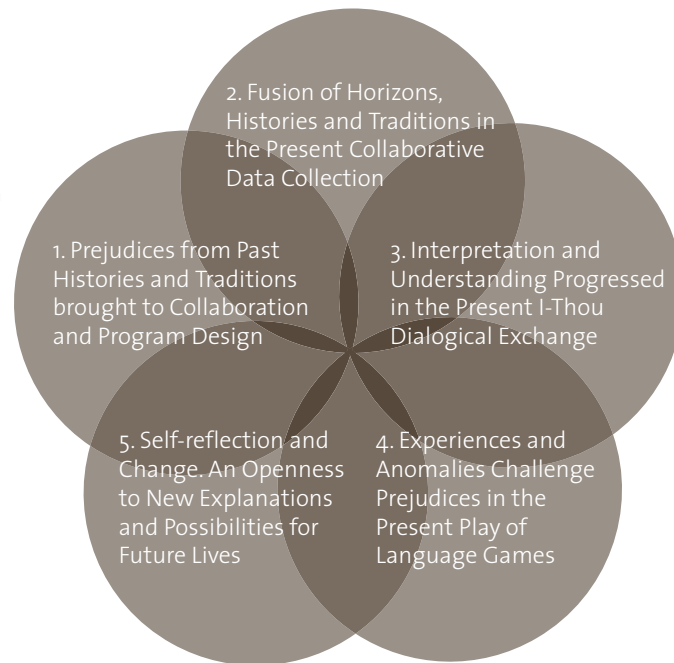 2. Fusion of Horizons,
Histories and Traditions in
the Present Collaborative
Data Collection
1. Prejudices from Past
Histories and Traditions
brought to Collaboration
and Program Design
3. Interpretation and
Understanding Progressed
in the Present I-Thou
Dialogical Exchange
5. Self-reflection and
Change. An Openness
to New Explanations
and Possibilities for
Future Lives
4. Experiences and
Anomalies Challenge
Prejudices in the
Present Play of
Language Games